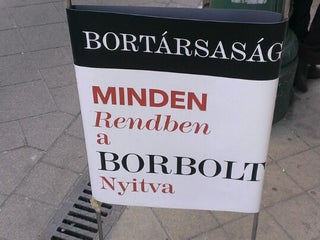 BORTÁRSASÁG
MINDEN
Rendben
a
BORBOLT
Nyitva